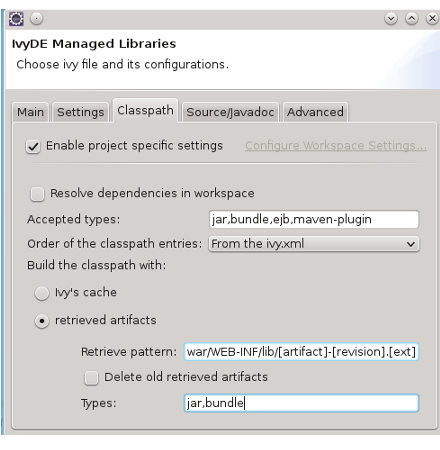 IvyDE Managed Libraries
Choose ivy file and its configurations.
Main Settings Classpath Source/Javadoc Advanced
Enable project specific settings Configure Workspace Settings...
Resolve dependencies in workspace
Accepted types: jar,bundle,ejb,maven-plugin
Order of the classpath entries: From the ivy.xml
Build the classpath with:
Ivy's cache
retrieved artifacts
Retrieve pattern: war/WEB-INF/lib/[artifact]-[revision].[ext]
Delete old retrieved artifacts
Types: jar,bundle